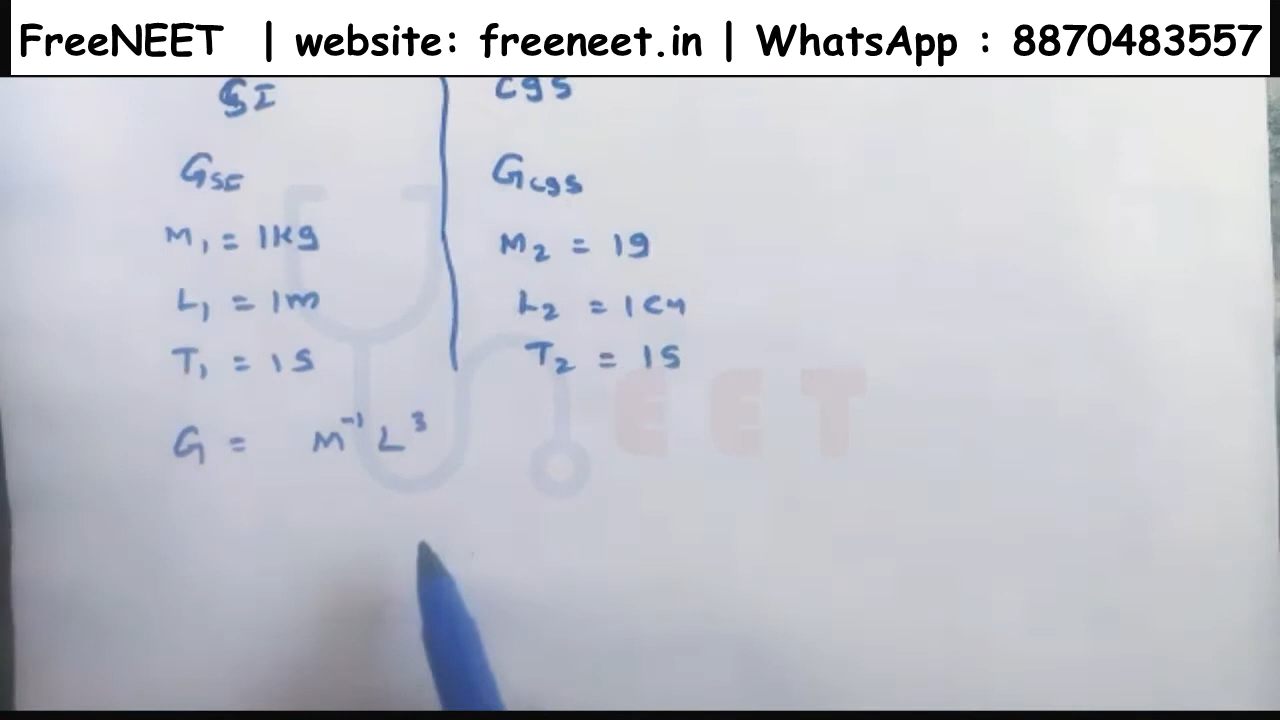 FreeNEET | website: freeneet.in | WhatsApp : 8870483557
SI cgs
GSI Gcgs
M₁ = 1kg M₂ = 1g
L₁ = 1m L₂ = 1cm
T₁ = 1s T₂ = 1s
G = M⁻¹ L³
EET